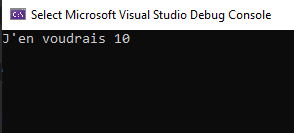 Select Microsoft Visual Studio Debug Console
J'en voudrais 10